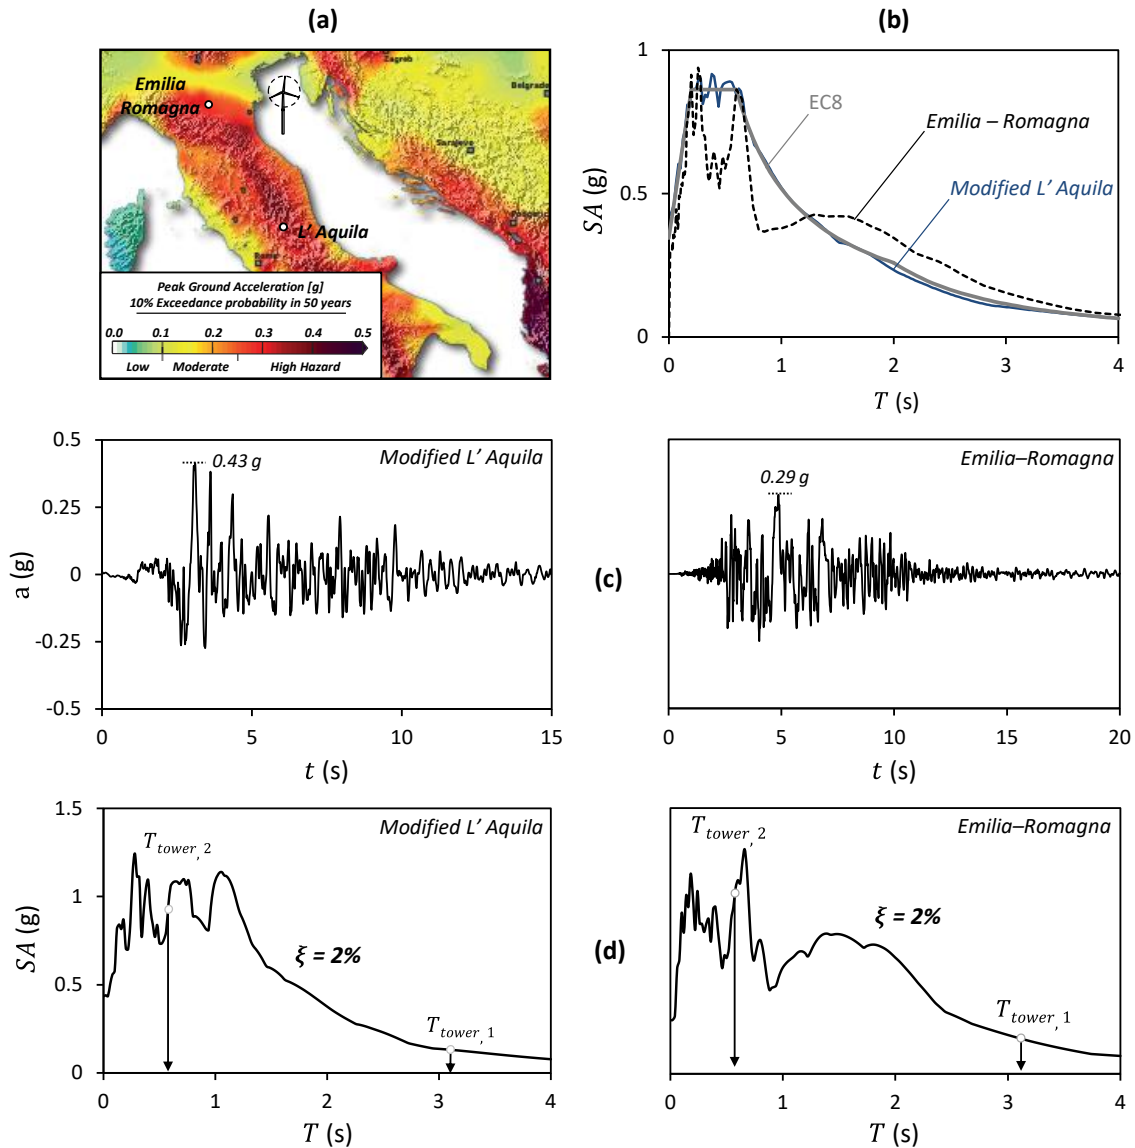 (a)
Emilia
Romagna
L’ Aquila
Zagreb
Belgrade
Sarajevo
Peak Ground Acceleration [g]
10% Exceedance probability in 50 years
0.0 0.1 0.2 0.3 0.4 0.5
Low Moderate High Hazard
(b)
1
0.5
0
SA (g)
EC8
Emilia – Romagna
Modified L’ Aquila
0 1 2 3 4
T (s)
0.5
0.25
0
-0.25
-0.5
a (g)
Modified L’ Aquila
0.43 g
0 5 10 15
t (s)
(c)
Emilia–Romagna
0.29 g
0 5 10 15 20
t (s)
1.5
1
0.5
0
SA (g)
Modified L’ Aquila
T tower, 2
ξ = 2%
T tower, 1
0 1 2 3 4
T (s)
(d)
Emilia–Romagna
T tower, 2
ξ = 2%
T tower, 1
0 1 2 3 4
T (s)